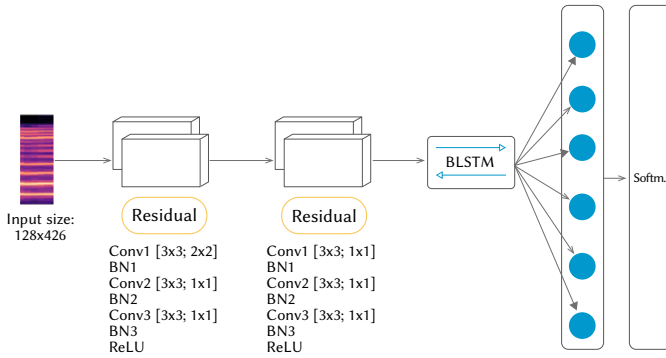 Input size:
128x426
Residual
Conv1 [3x3; 2x2]
BN1
Conv2 [3x3; 1x1]
BN2
Conv3 [3x3; 1x1]
BN3
ReLU
Residual
Conv1 [3x3; 1x1]
BN1
Conv2 [3x3; 1x1]
BN2
Conv3 [3x3; 1x1]
BN3
ReLU
BLSTM
Softm.